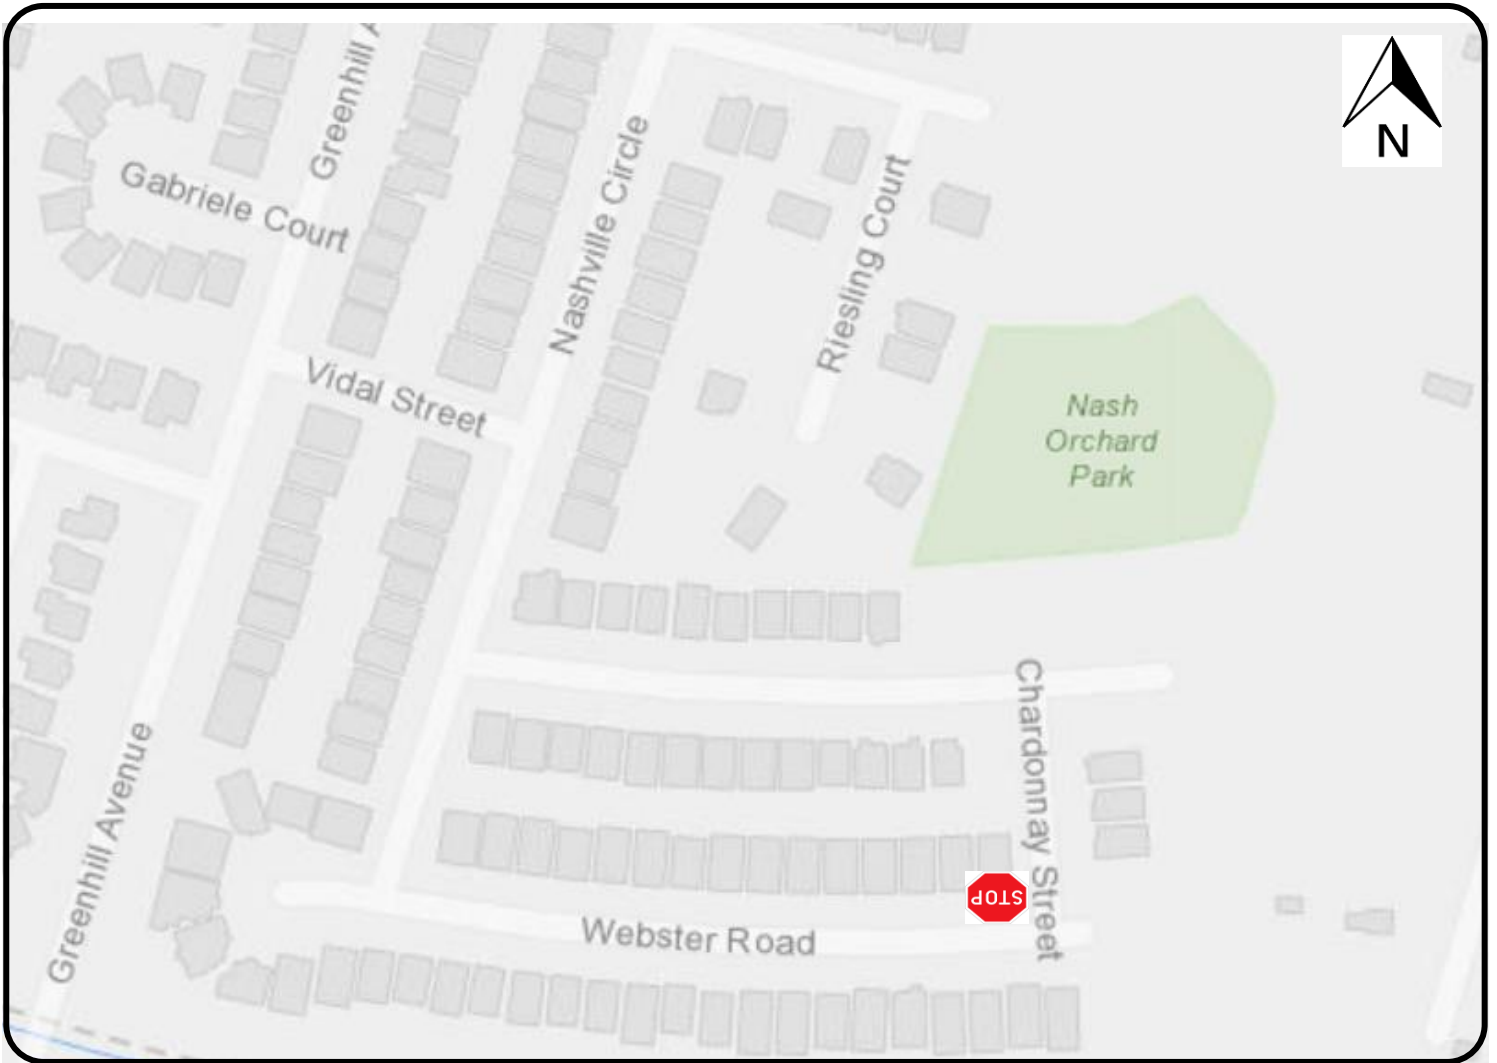 Greenhill A
N
Gabriele Court
Nashville Circle
Riesling Court
Vidal Street
Nash
Orchard
Park
Chardonnay Street
Greenhill Avenue
STOP
Webster Road